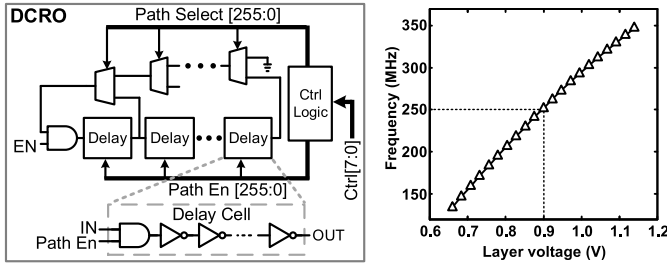 DCRO
Path Select [255:0]
Ctrl
Logic
EN
Delay
Delay
Delay
Ctrl[7:0]
Path En [255:0]
Delay Cell
IN
Path En
OUT
Frequency (MHz)
350
300
250
200
150
0.6 0.7 0.8 0.9 1.0 1.1 1.2
Layer voltage (V)